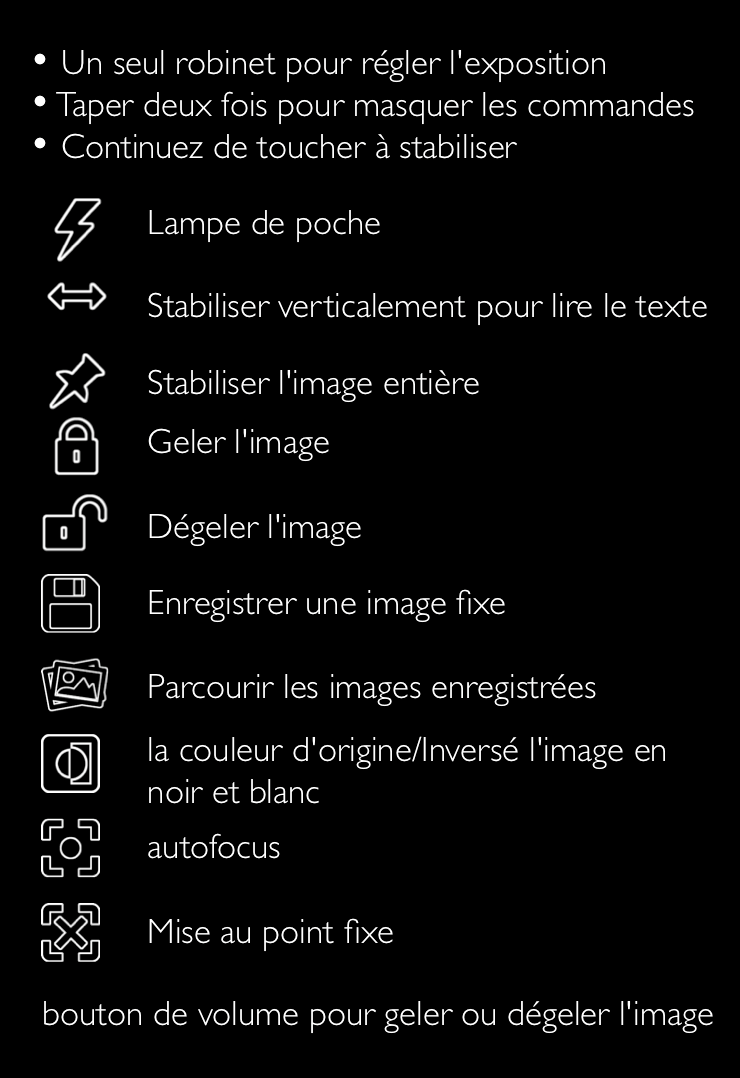 • Un seul robinet pour régler l'exposition
• Taper deux fois pour masquer les commandes
• Continuez de toucher à stabiliser
Lampe de poche
Stabiliser verticalement pour lire le texte
Stabiliser l'image entière
Geler l'image
Dégeler l'image
Enregistrer une image fixe
Parcourir les images enregistrées
la couleur d'origine/Inversé l'image en
noir et blanc
autofocus
Mise au point fixe
bouton de volume pour geler ou dégeler l'image